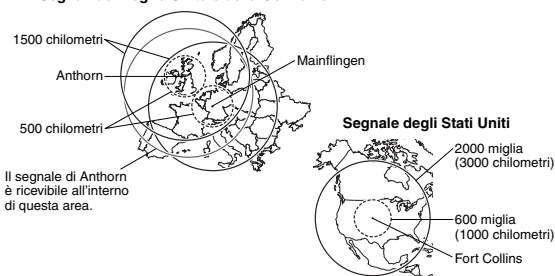 1500 chilometri
Anthorn
Mainflingen
500 chilometri
Il segnale di Anthorn
è ricevibile all'interno
di questa area.
Segnale degli Stati Uniti
2000 miglia
(3000 chilometri)
600 miglia
(1000 chilometri)
Fort Collins